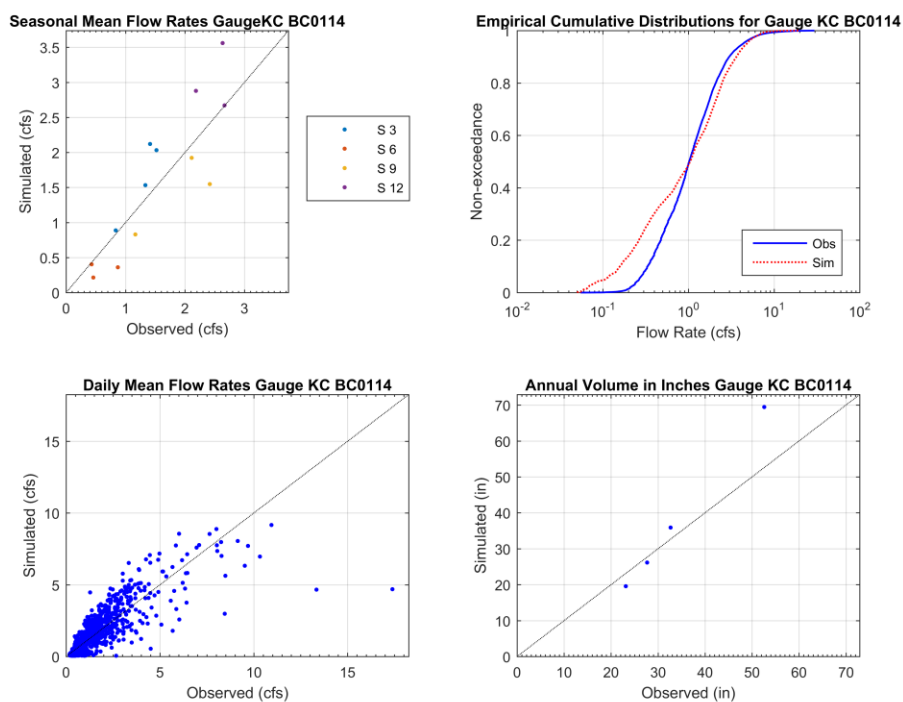 Seasonal Mean Flow Rates GaugeKC BC0114
3.5
3
2.5
2
1.5
1
0.5
0
0 1 2 3
Simulated (cfs)
Observed (cfs)
S 3
S 6
S 9
S 12
Empirical Cumulative Distributions for Gauge KC BC0114
1
0.8
0.6
0.4
0.2
0
10-2 10-1 100 101 102
Non-exceedance
Flow Rate (cfs)
Obs
Sim
Daily Mean Flow Rates Gauge KC BC0114
15
10
5
0
0 5 10 15
Simulated (cfs)
Observed (cfs)
Annual Volume in Inches Gauge KC BC0114
70
60
50
40
30
20
10
0
0 10 20 30 40 50 60 70
Simulated (in)
Observed (in)